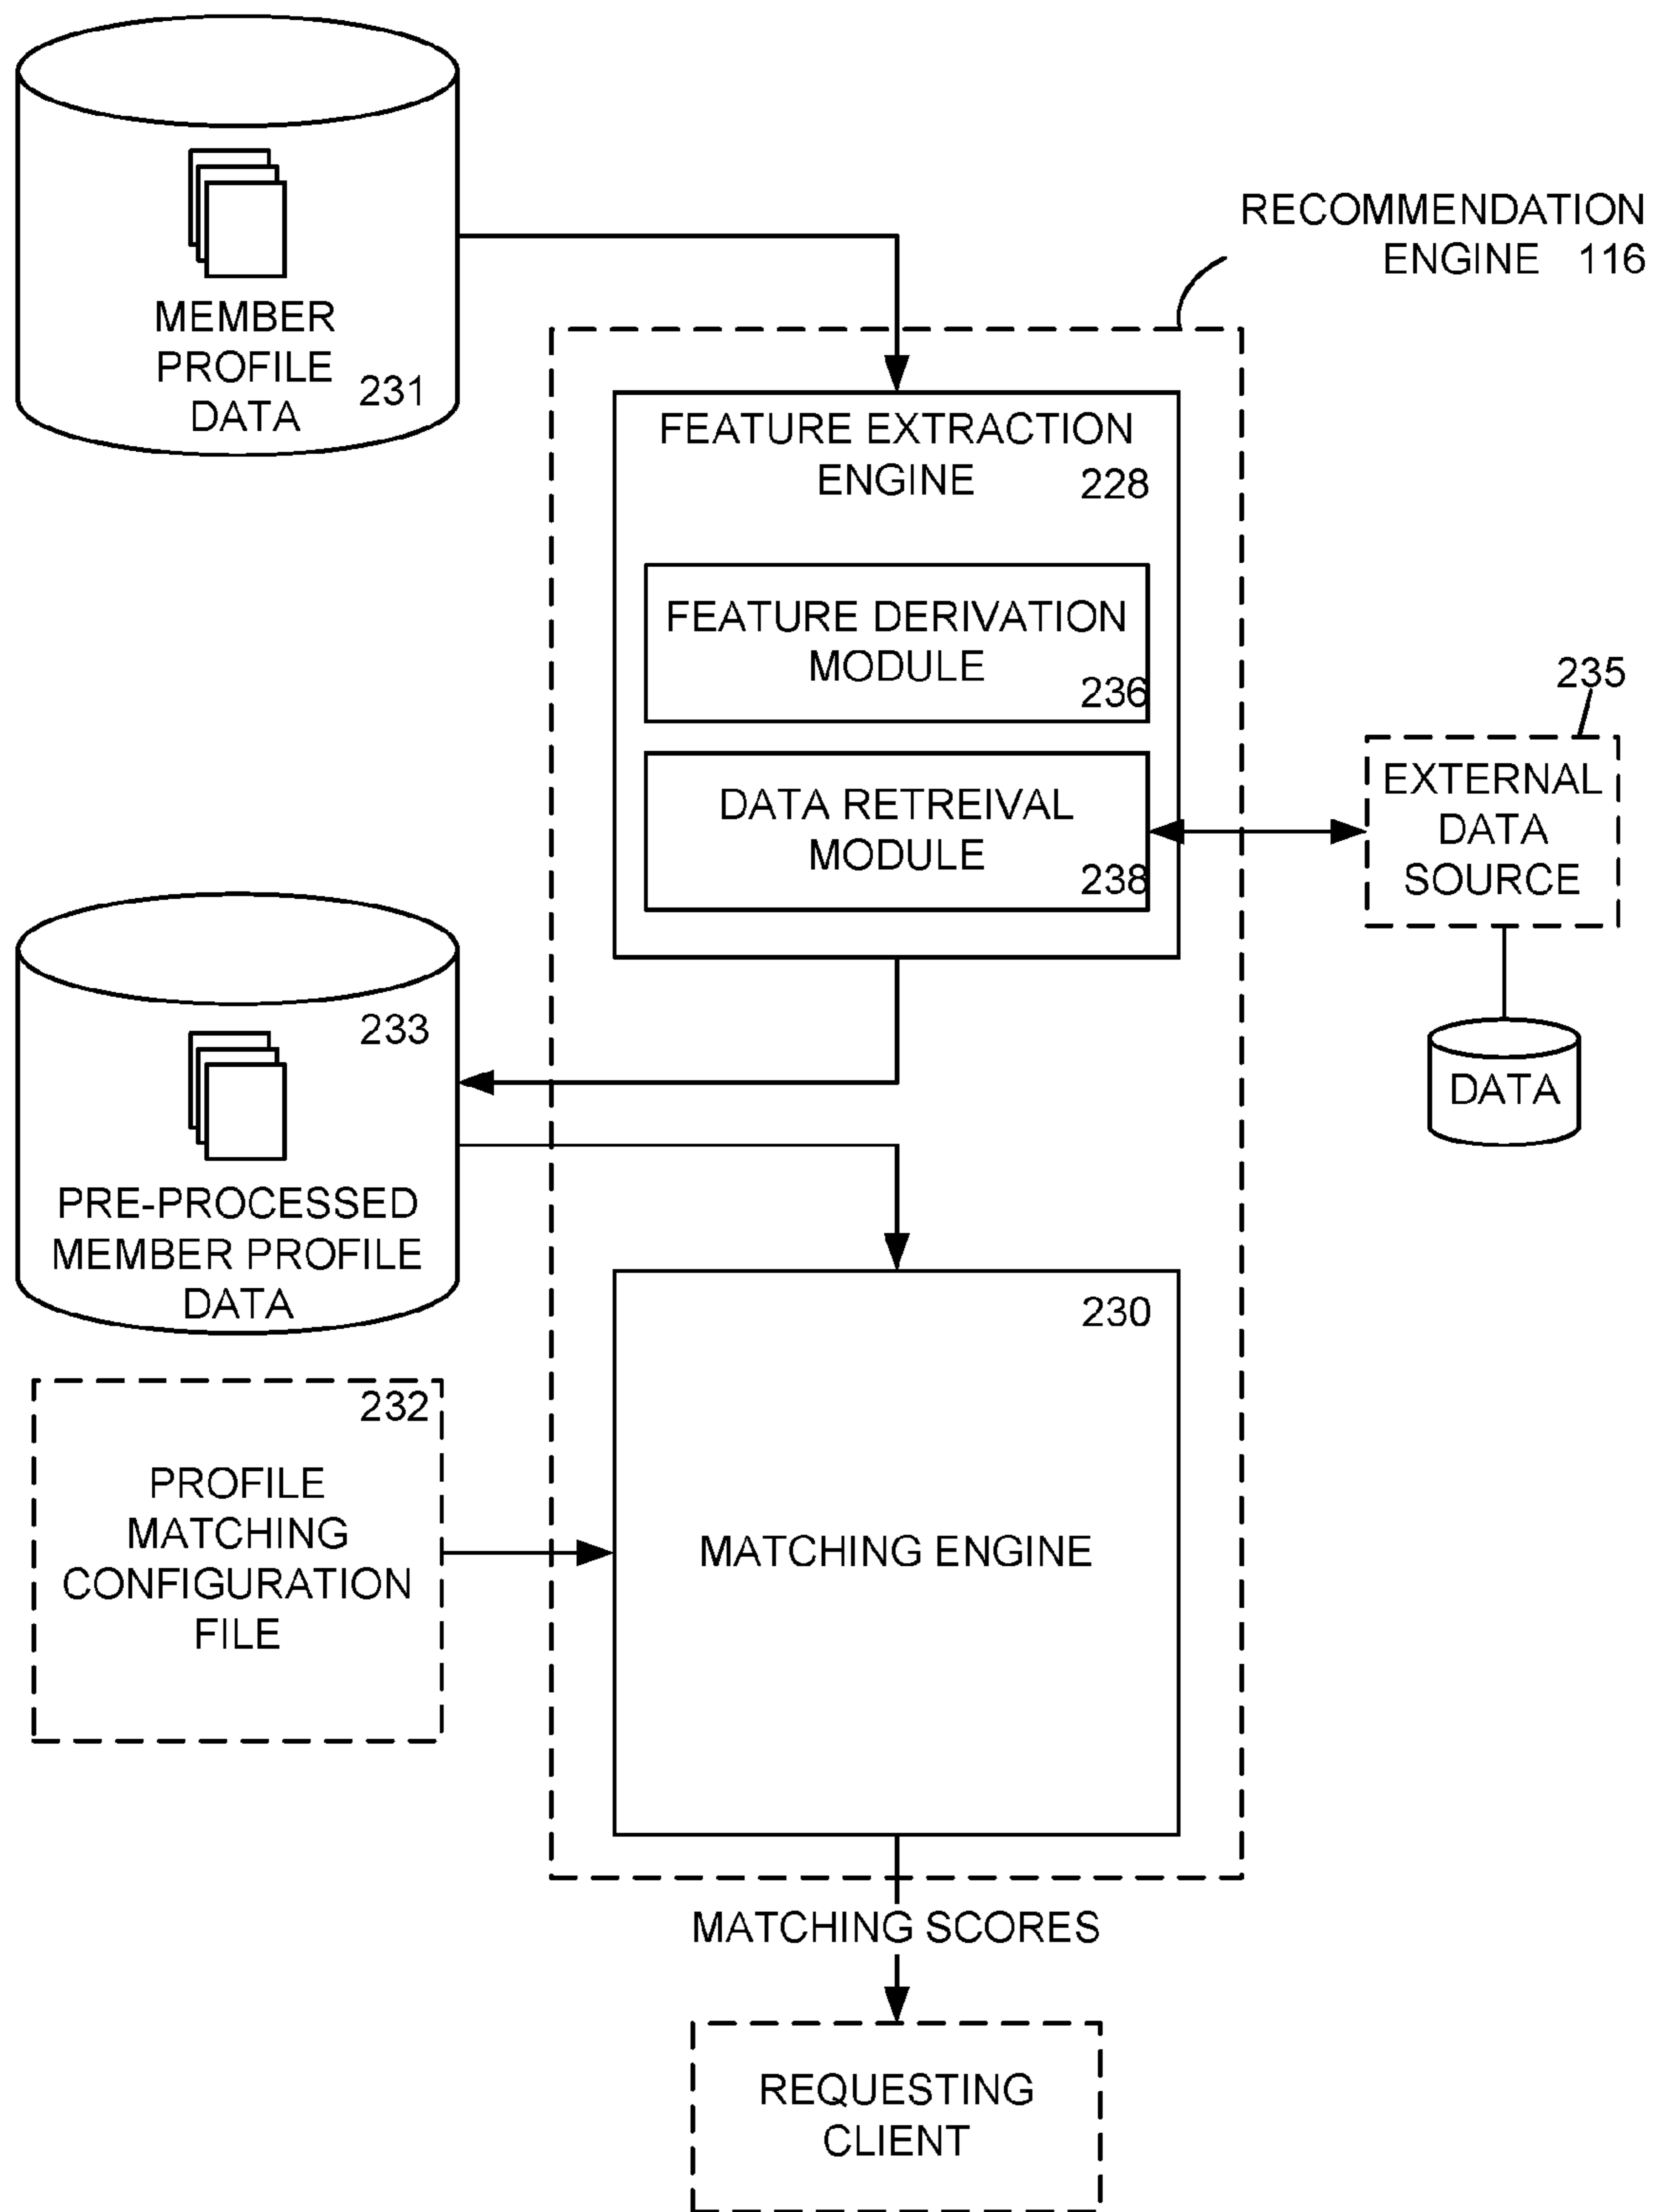 MEMBER
PROFILE
DATA
231
RECOMMENDATION
ENGINE 116
FEATURE EXTRACTION
ENGINE
228
FEATURE DERIVATION
MODULE
236
DATA RETREIVAL
MODULE
238
235
EXTERNAL
DATA
SOURCE
DATA
233
PRE-PROCESSED
MEMBER PROFILE
DATA
232
PROFILE
MATCHING
CONFIGURATION
FILE
230
MATCHING ENGINE
MATCHING SCORES
REQUESTING
CLIENT